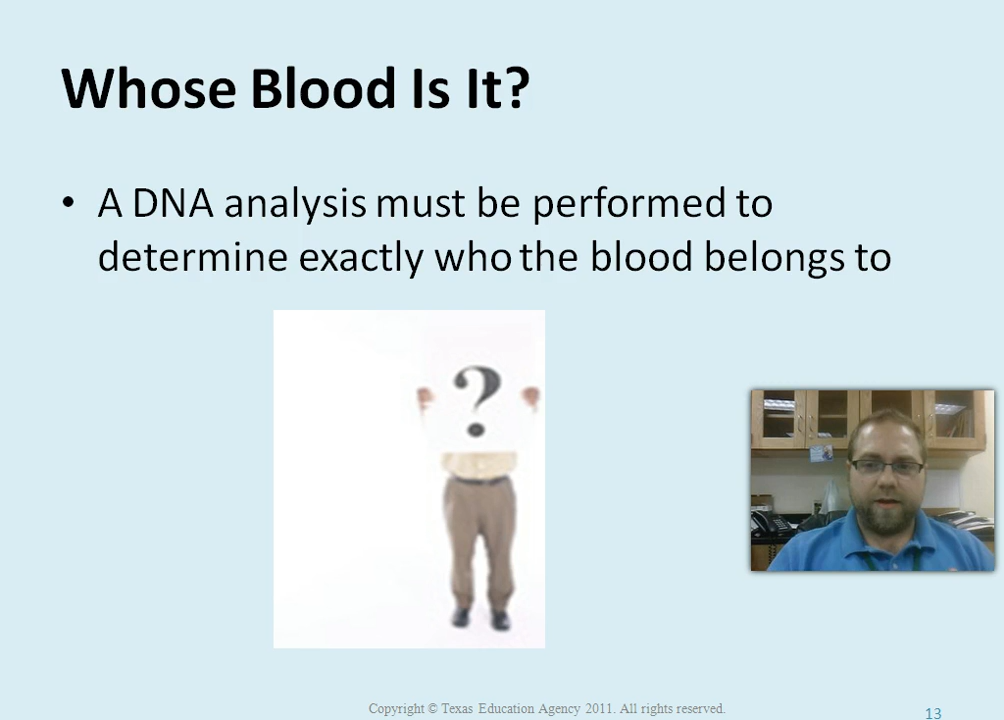 Whose Blood Is It?
• A DNA analysis must be performed to
determine exactly who the blood belongs to
?
Copyright © Texas Education Agency 2011. All rights reserved.
13